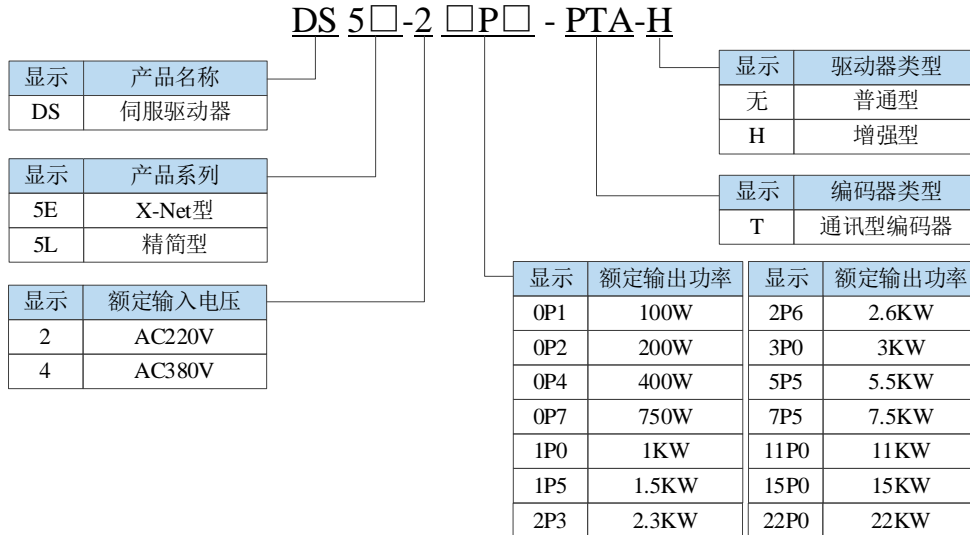 DS 5□-2 □P□ - PTA-H
显示 产品名称
DS 伺服驱动器
显示 产品系列
5E X-Net型
5L 精简型
显示 额定输入电压
2 AC220V
4 AC380V
显示 驱动器类型
无 普通型
H 增强型
显示 编码器类型
T 通讯型编码器
显示 额定输出功率 显示 额定输出功率
0P1 100W 2P6 2.6KW
0P2 200W 3P0 3KW
0P4 400W 5P5 5.5KW
0P7 750W 7P5 7.5KW
1P0 1KW 11P0 11KW
1P5 1.5KW 15P0 15KW
2P3 2.3KW 22P0 22KW